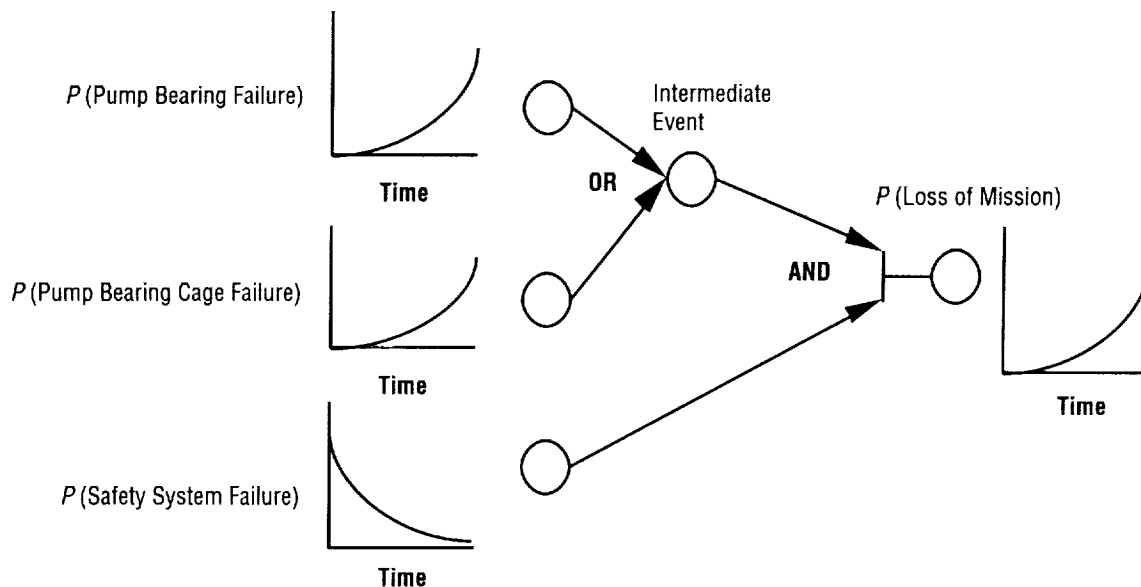 P (Pump Bearing Failure)
Time
Intermediate
Event
OR
P (Loss of Mission)
AND
P (Pump Bearing Cage Failure)
Time
Time
P (Safety System Failure)
Time